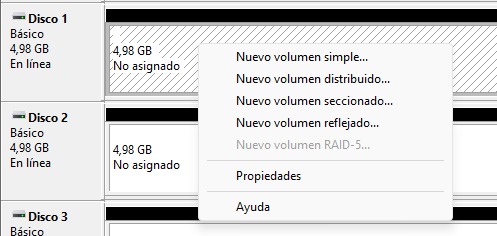 Disco 1
Básico
4,98 GB
En línea
4,98 GB
No asignado
Nuevo volumen simple...
Nuevo volumen distribuido...
Nuevo volumen seccionado...
Nuevo volumen reflejado...
Nuevo volumen RAID-5...
Propiedades
Ayuda
Disco 2
Básico
4,98 GB
En línea
4,98 GB
No asignado
Disco 3